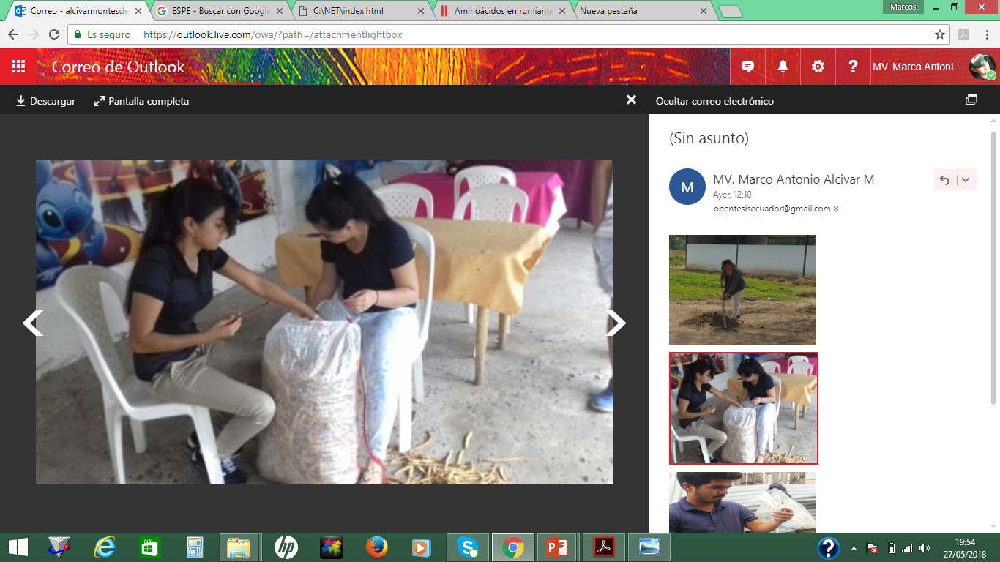 Correo - alcivarmontesde
ESPE - Buscar con Google
C:\NET\index.html
Aminoácidos en rumiante
Nueva pestaña
Marcos
Es seguro
https://outlook.live.com/owa/?path=/attachmentlightbox
Correo de Outlook
MV. Marco Antoni...
Descargar
Pantalla completa
Ocultar correo electrónico
(Sin asunto)
M
MV. Marco Antonio Alcivar M
Ayer, 12:10
opentesisecuador@gmail.com
19:54
27/05/2018